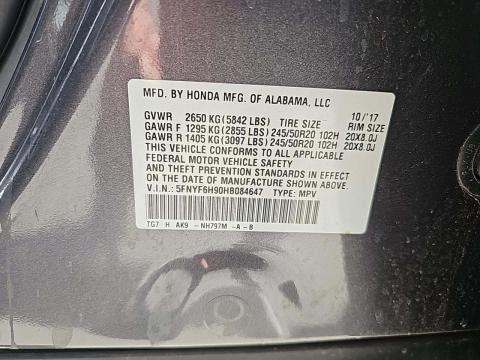 MFD. BY HONDA MFG. OF ALABAMA, LLC
10/'17
GVWR 2650 KG(5842 LBS) TIRE SIZE RIM SIZE
GAWR F 1295 KG(2855 LBS) 245/50R20 102H 20X8.0J
GAWR R 1405 KG(3097 LBS) 245/50R20 102H 20X8.0J
THIS VEHICLE CONFORMS TO ALL APPLICABLE
FEDERAL MOTOR VEHICLE SAFETY
AND THEFT PREVENTION STANDARDS IN EFFECT
ON THE DATE OF MANUFACTURE SHOWN ABOVE.
V.I.N.: 5FNYF6H90HB084647 TYPE: MPV
TG7 H AK9 -NH797M -A-B